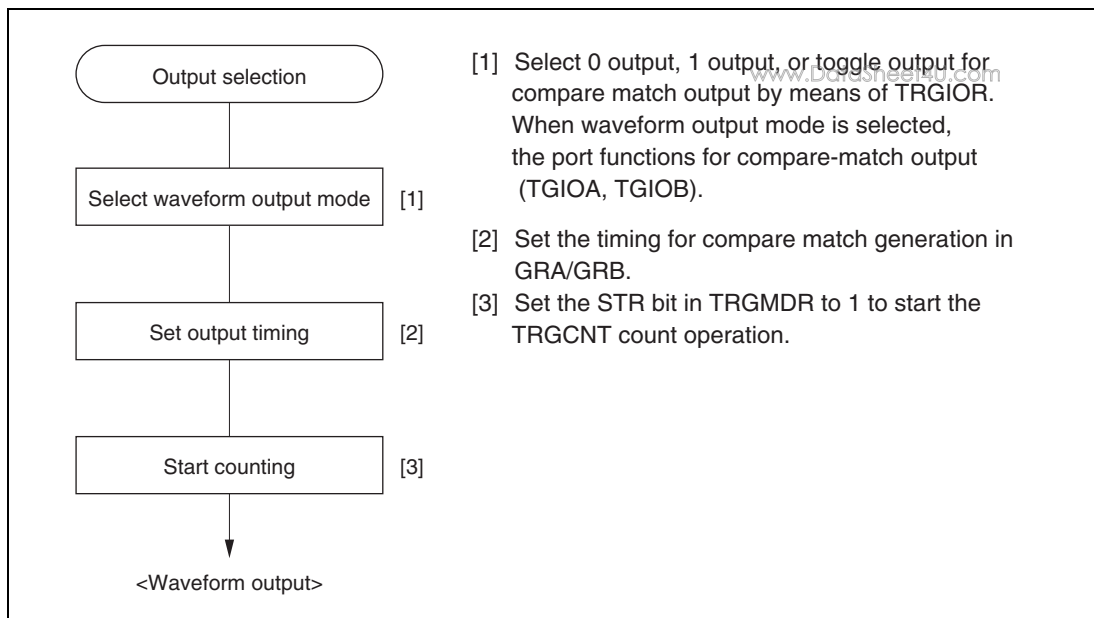 Output selection
Select waveform output mode [1]
Set output timing [2]
Start counting [3]
<Waveform output>
[1] Select 0 output, 1 output, or toggle output for
www.DataSheet4U.com
compare match output by means of TRGIOR.
When waveform output mode is selected,
the port functions for compare-match output
(TGIOA, TGIOB).
[2] Set the timing for compare match generation in
GRA/GRB.
[3] Set the STR bit in TRGMDR to 1 to start the
TRGCNT count operation.